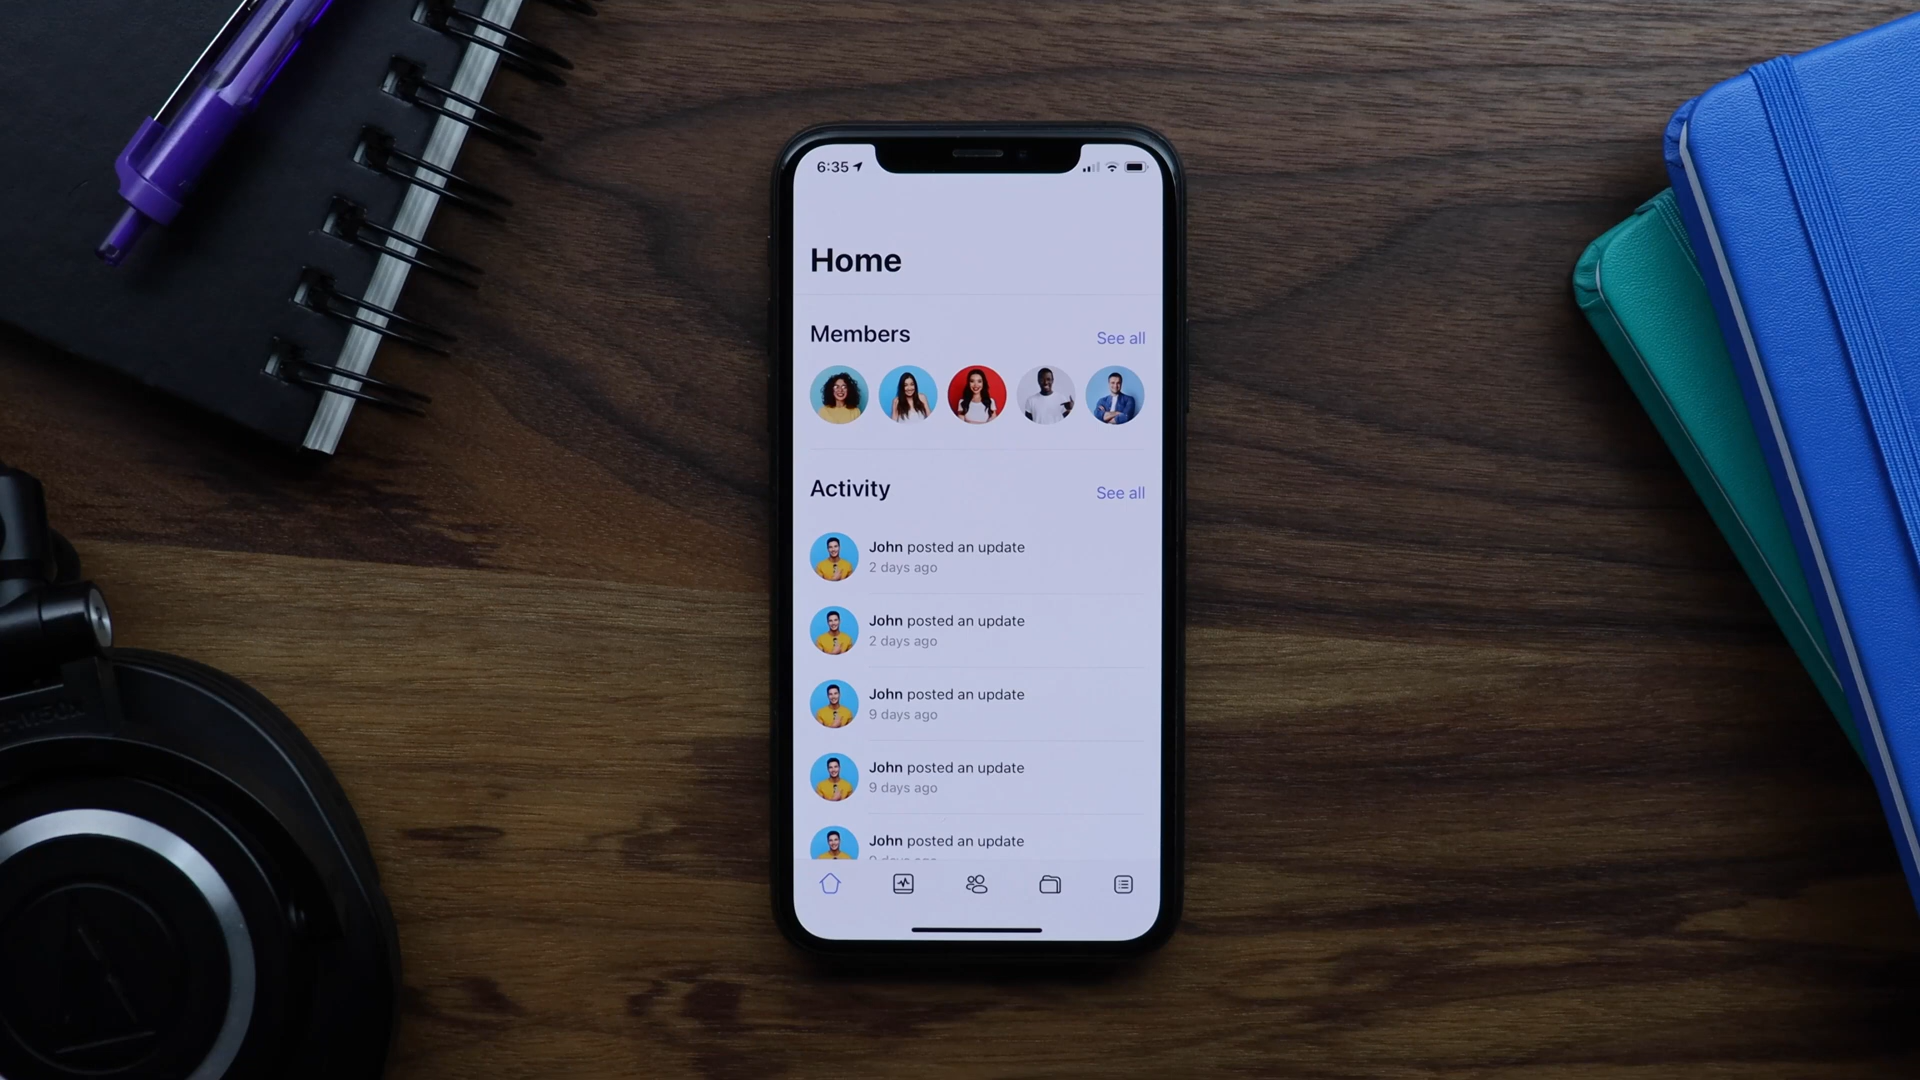 6:35
Home
Members
See all
Activity
See all
John posted an update
2 days ago
John posted an update
2 days ago
John posted an update
9 days ago
John posted an update
9 days ago
John posted an update